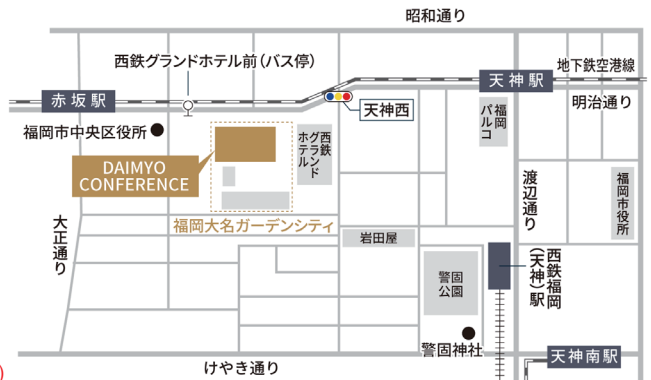 昭和通り
西鉄グランドホテル前（バス停）
地下鉄空港線
天神駅
赤坂駅
明治通り
天神西
福岡市中央区役所
福岡
パルコ
西鉄
グランド
ホテル
DAIMYO
CONFERENCE
渡辺通り
福岡市役所
大正通り
福岡大名ガーデンシティ
岩田屋
西鉄福岡
（天神）駅
警固
公園
警固神社
天神南駅
けやき通り
)